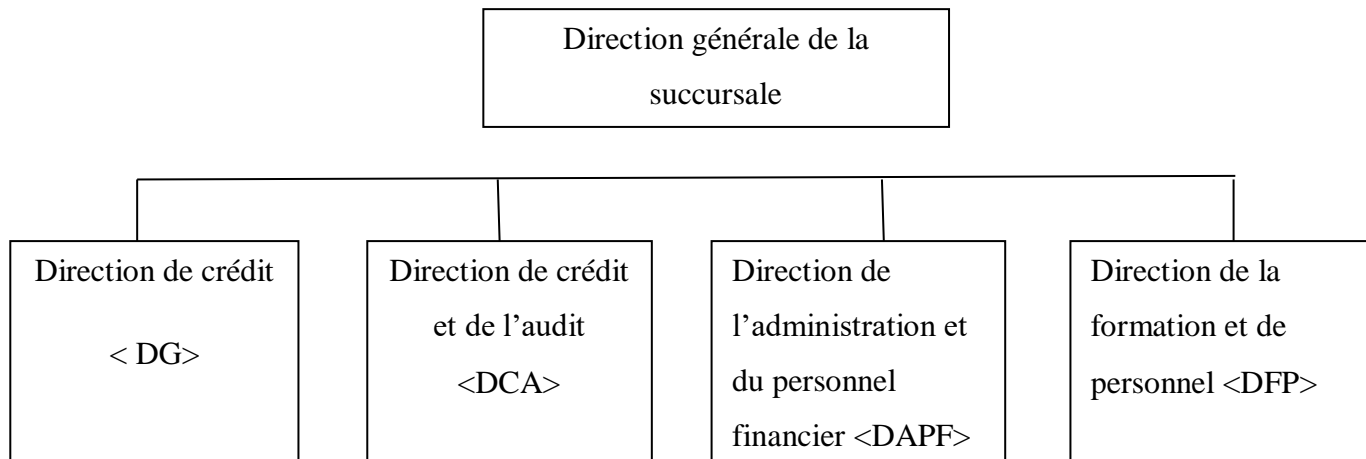 Direction générale de la
succursale
Direction de crédit
< DG>
Direction de crédit
et de l’audit
<DCA>
Direction de
l’administration et
du personnel
financier <DAPF>
Direction de la
formation et de
personnel <DFP>